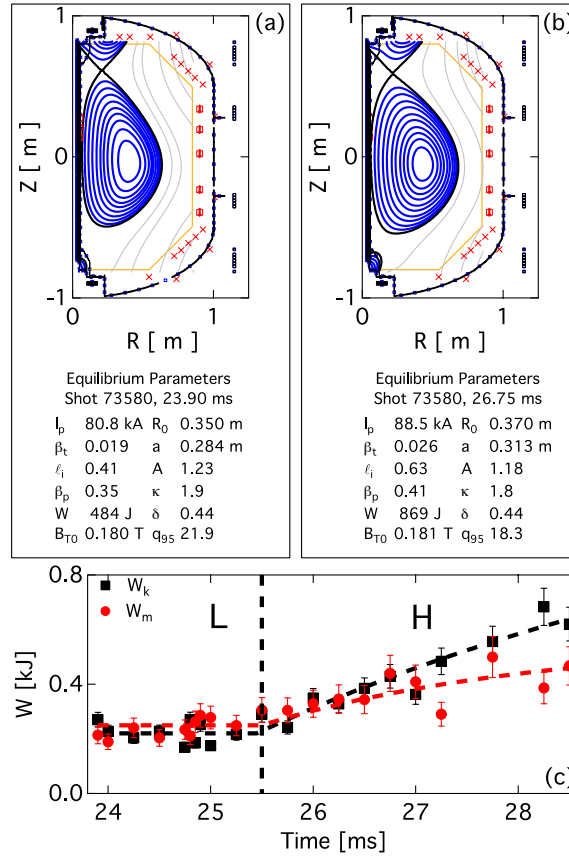 (a)
1
0
-1
Z [ m ]
0
1
R [ m ]
Equilibrium Parameters
Shot 73580, 23.90 ms
Iₚ 80.8 kA R₀ 0.350 m
βₜ 0.019 a 0.284 m
ℓᵢ 0.41 A 1.23
βₚ 0.35 κ 1.9
W 484 J δ 0.44
B_T0 0.180 T q₉₅ 21.9
(b)
1
0
-1
Z [ m ]
0
1
R [ m ]
Equilibrium Parameters
Shot 73580, 26.75 ms
Iₚ 88.5 kA R₀ 0.370 m
βₜ 0.026 a 0.313 m
ℓᵢ 0.63 A 1.18
βₚ 0.41 κ 1.8
W 869 J δ 0.44
B_T0 0.181 T q₉₅ 18.3
0.8
0.4
0.0
W [kJ]
W_k
W_m
L
H
(c)
24 25 26 27 28
Time [ms]